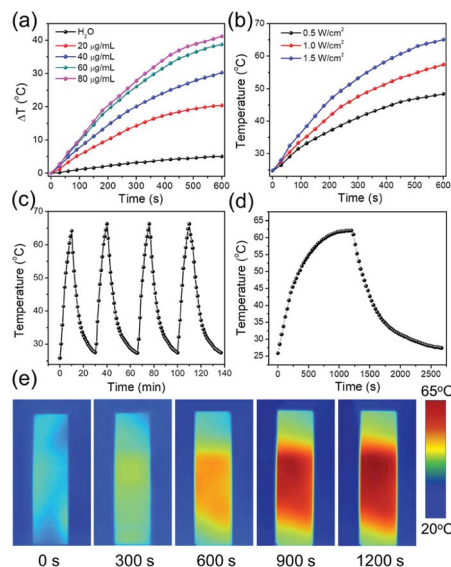 (a)
ΔT (°C)
40
30
20
10
0
H₂O
20 μg/mL
40 μg/mL
60 μg/mL
80 μg/mL
0 100 200 300 400 500 600
Time (s)
(b)
Temperature (°C)
70
60
50
40
30
0.5 W/cm²
1.0 W/cm²
1.5 W/cm²
0 100 200 300 400 500 600
Time (s)
(c)
Temperature (°C)
70
60
50
40
30
0 20 40 60 80 100 120 140
Time (min)
(d)
Temperature (°C)
65
60
55
50
45
40
35
30
25
0 500 1000 1500 2000 2500
Time (s)
(e)
65°C
20°C
0 s 300 s 600 s 900 s 1200 s